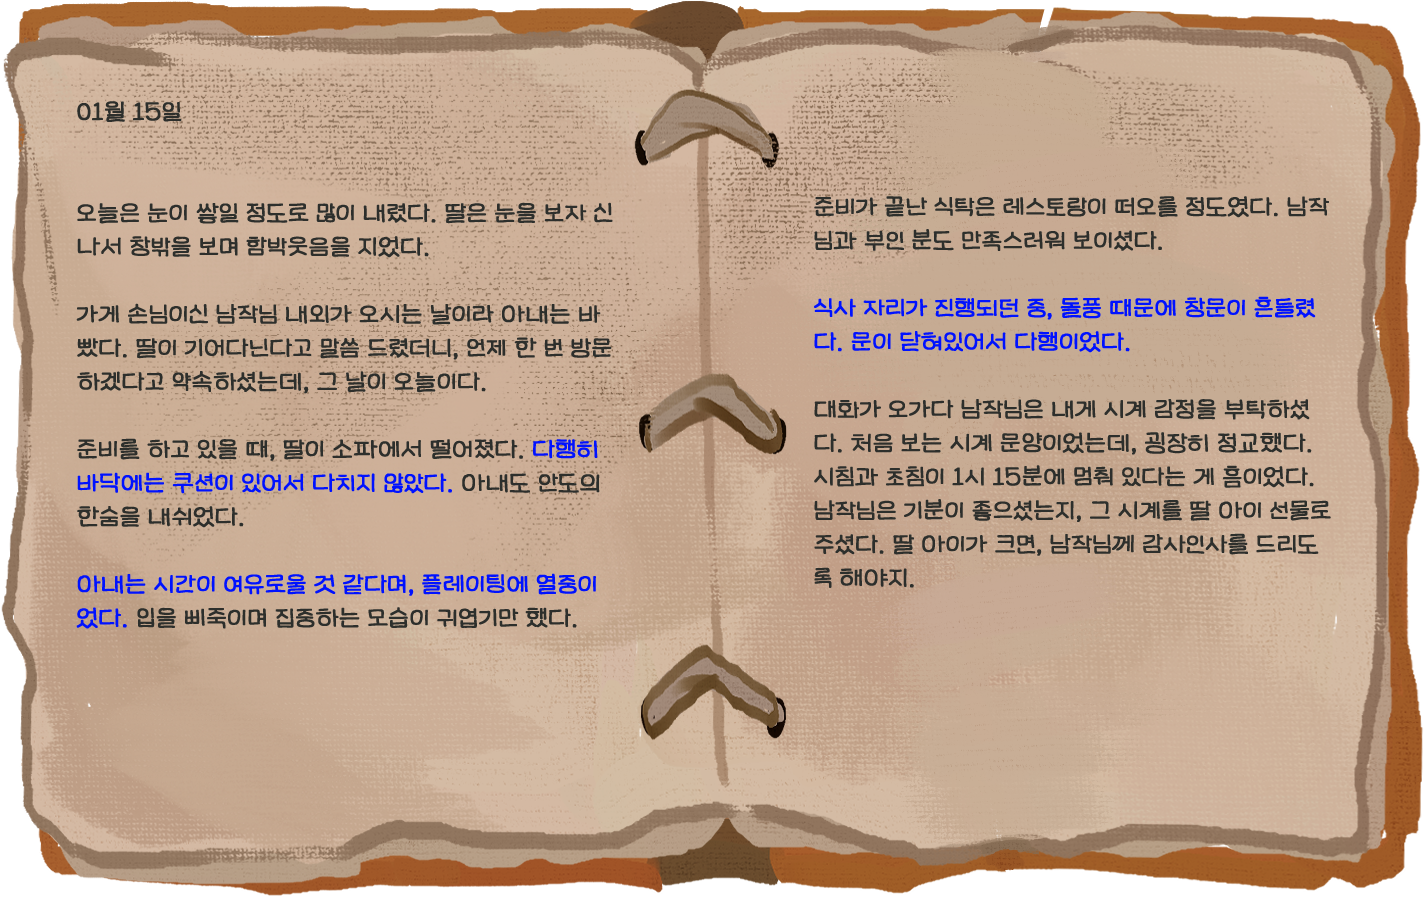 01월 15일
오늘은 눈이 쌓일 정도로 많이 내렸다. 딸은 눈을 보자 신
나서 창밖을 보며 함박웃음을 지었다.
가게 손님이신 남작님 내외가 오시는 날이라 아내는 바
빴다. 딸이 기어다닌다고 말씀 드렸더니, 언제 한 번 방문
하겠다고 약속하셨는데, 그 날이 오늘이다.
준비를 하고 있을 때, 딸이 소파에서 떨어졌다. 다행히
바닥에는 쿠션이 있어서 다치지 않았다. 아내도 안도의
한숨을 내쉬었다.
아내는 시간이 여유로울 것 같다며, 플레이팅에 열중이
었다. 입을 삐죽이며 집중하는 모습이 귀엽기만 했다.
준비가 끝난 식탁은 레스토랑이 떠오를 정도였다. 남작
님과 부인 분도 만족스러워 보이셨다.
식사 자리가 진행되던 중, 돌풍 때문에 창문이 흔들렸
다. 문이 닫혀있어서 다행이었다.
대화가 오가다 남작님은 내게 시계 감정을 부탁하셨
다. 처음 보는 시계 문양이었는데, 굉장히 정교했다.
시침과 초침이 1시 15분에 멈춰 있다는 게 흠이었다.
남작님은 기분이 좋으셨는지, 그 시계를 딸 아이 선물로
주셨다. 딸 아이가 크면, 남작님께 감사인사를 드리도
록 해야지.